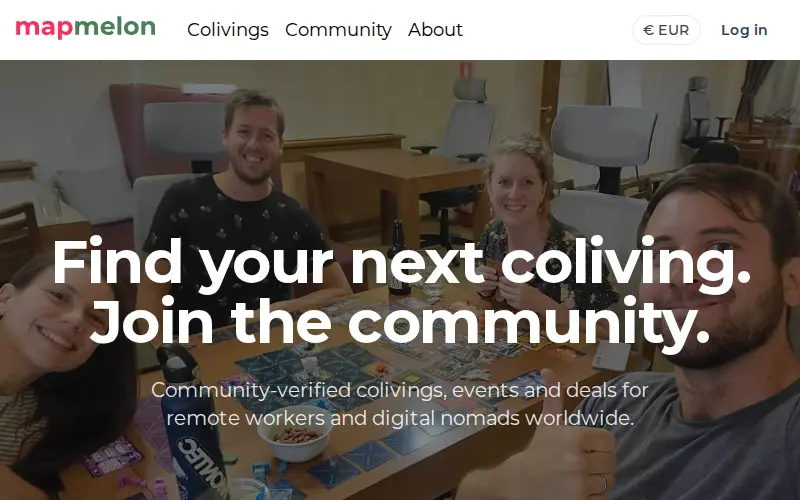 mapmelon
Colivings Community About
€ EUR
Log in
Find your next coliving.
Join the community.
Community-verified colivings, events and deals for
remote workers and digital nomads worldwide.